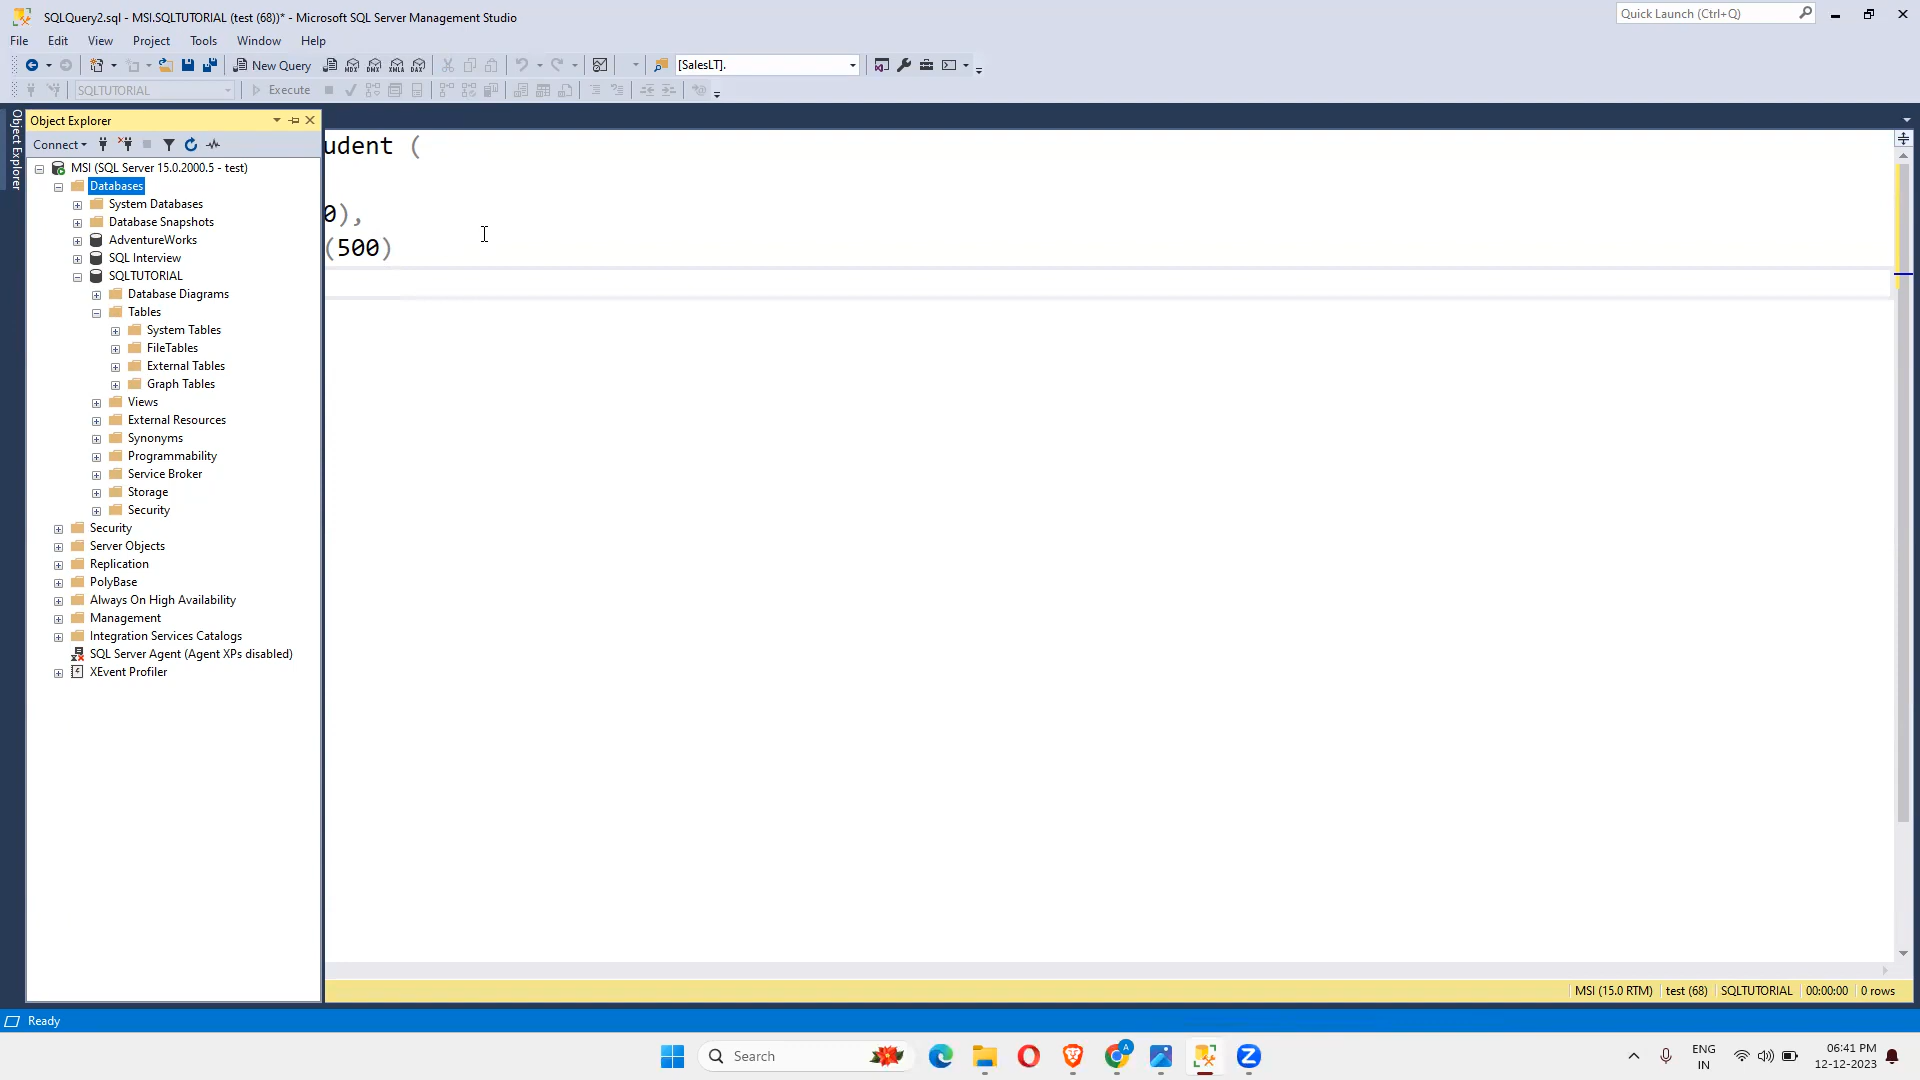 SQLQuery2.sql - MSI.SQLTUTORIAL (test (68))* - Microsoft SQL Server Management Studio
Quick Launch (Ctrl+Q)
File Edit View Project Tools Window Help
New Query
[SalesLT].
SQLTUTORIAL
Execute
Object Explorer
Object Explorer
Connect
MSI (SQL Server 15.0.2000.5 - test)
Databases
System Databases
Database Snapshots
AdventureWorks
SQL Interview
SQLTUTORIAL
Database Diagrams
Tables
System Tables
FileTables
External Tables
Graph Tables
Views
External Resources
Synonyms
Programmability
Service Broker
Storage
Security
Security
Server Objects
Replication
PolyBase
Always On High Availability
Management
Integration Services Catalogs
SQL Server Agent (Agent XPs disabled)
XEvent Profiler
udent (
0),
(500)
MSI (15.0 RTM) test (68) SQLTUTORIAL 00:00:00 0 rows
Ready
Search
ENG
IN
06:41 PM
12-12-2023